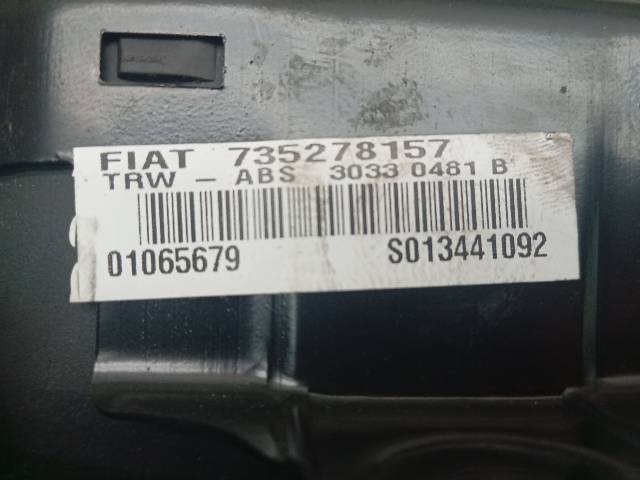 FIAT 735278157
TRW - ABS 3033 0481 B
01065679 S013441092